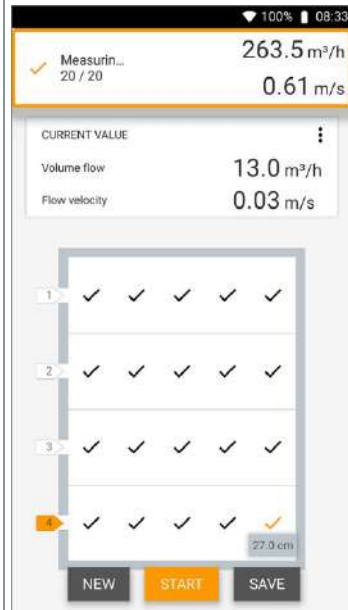 100% 08:33
Measurin... 263.5 m³/h
20 / 20 0.61 m/s
CURRENT VALUE
Volume flow 13.0 m³/h
Flow velocity 0.03 m/s
1
2
3
4
27.0 cm
NEW START SAVE